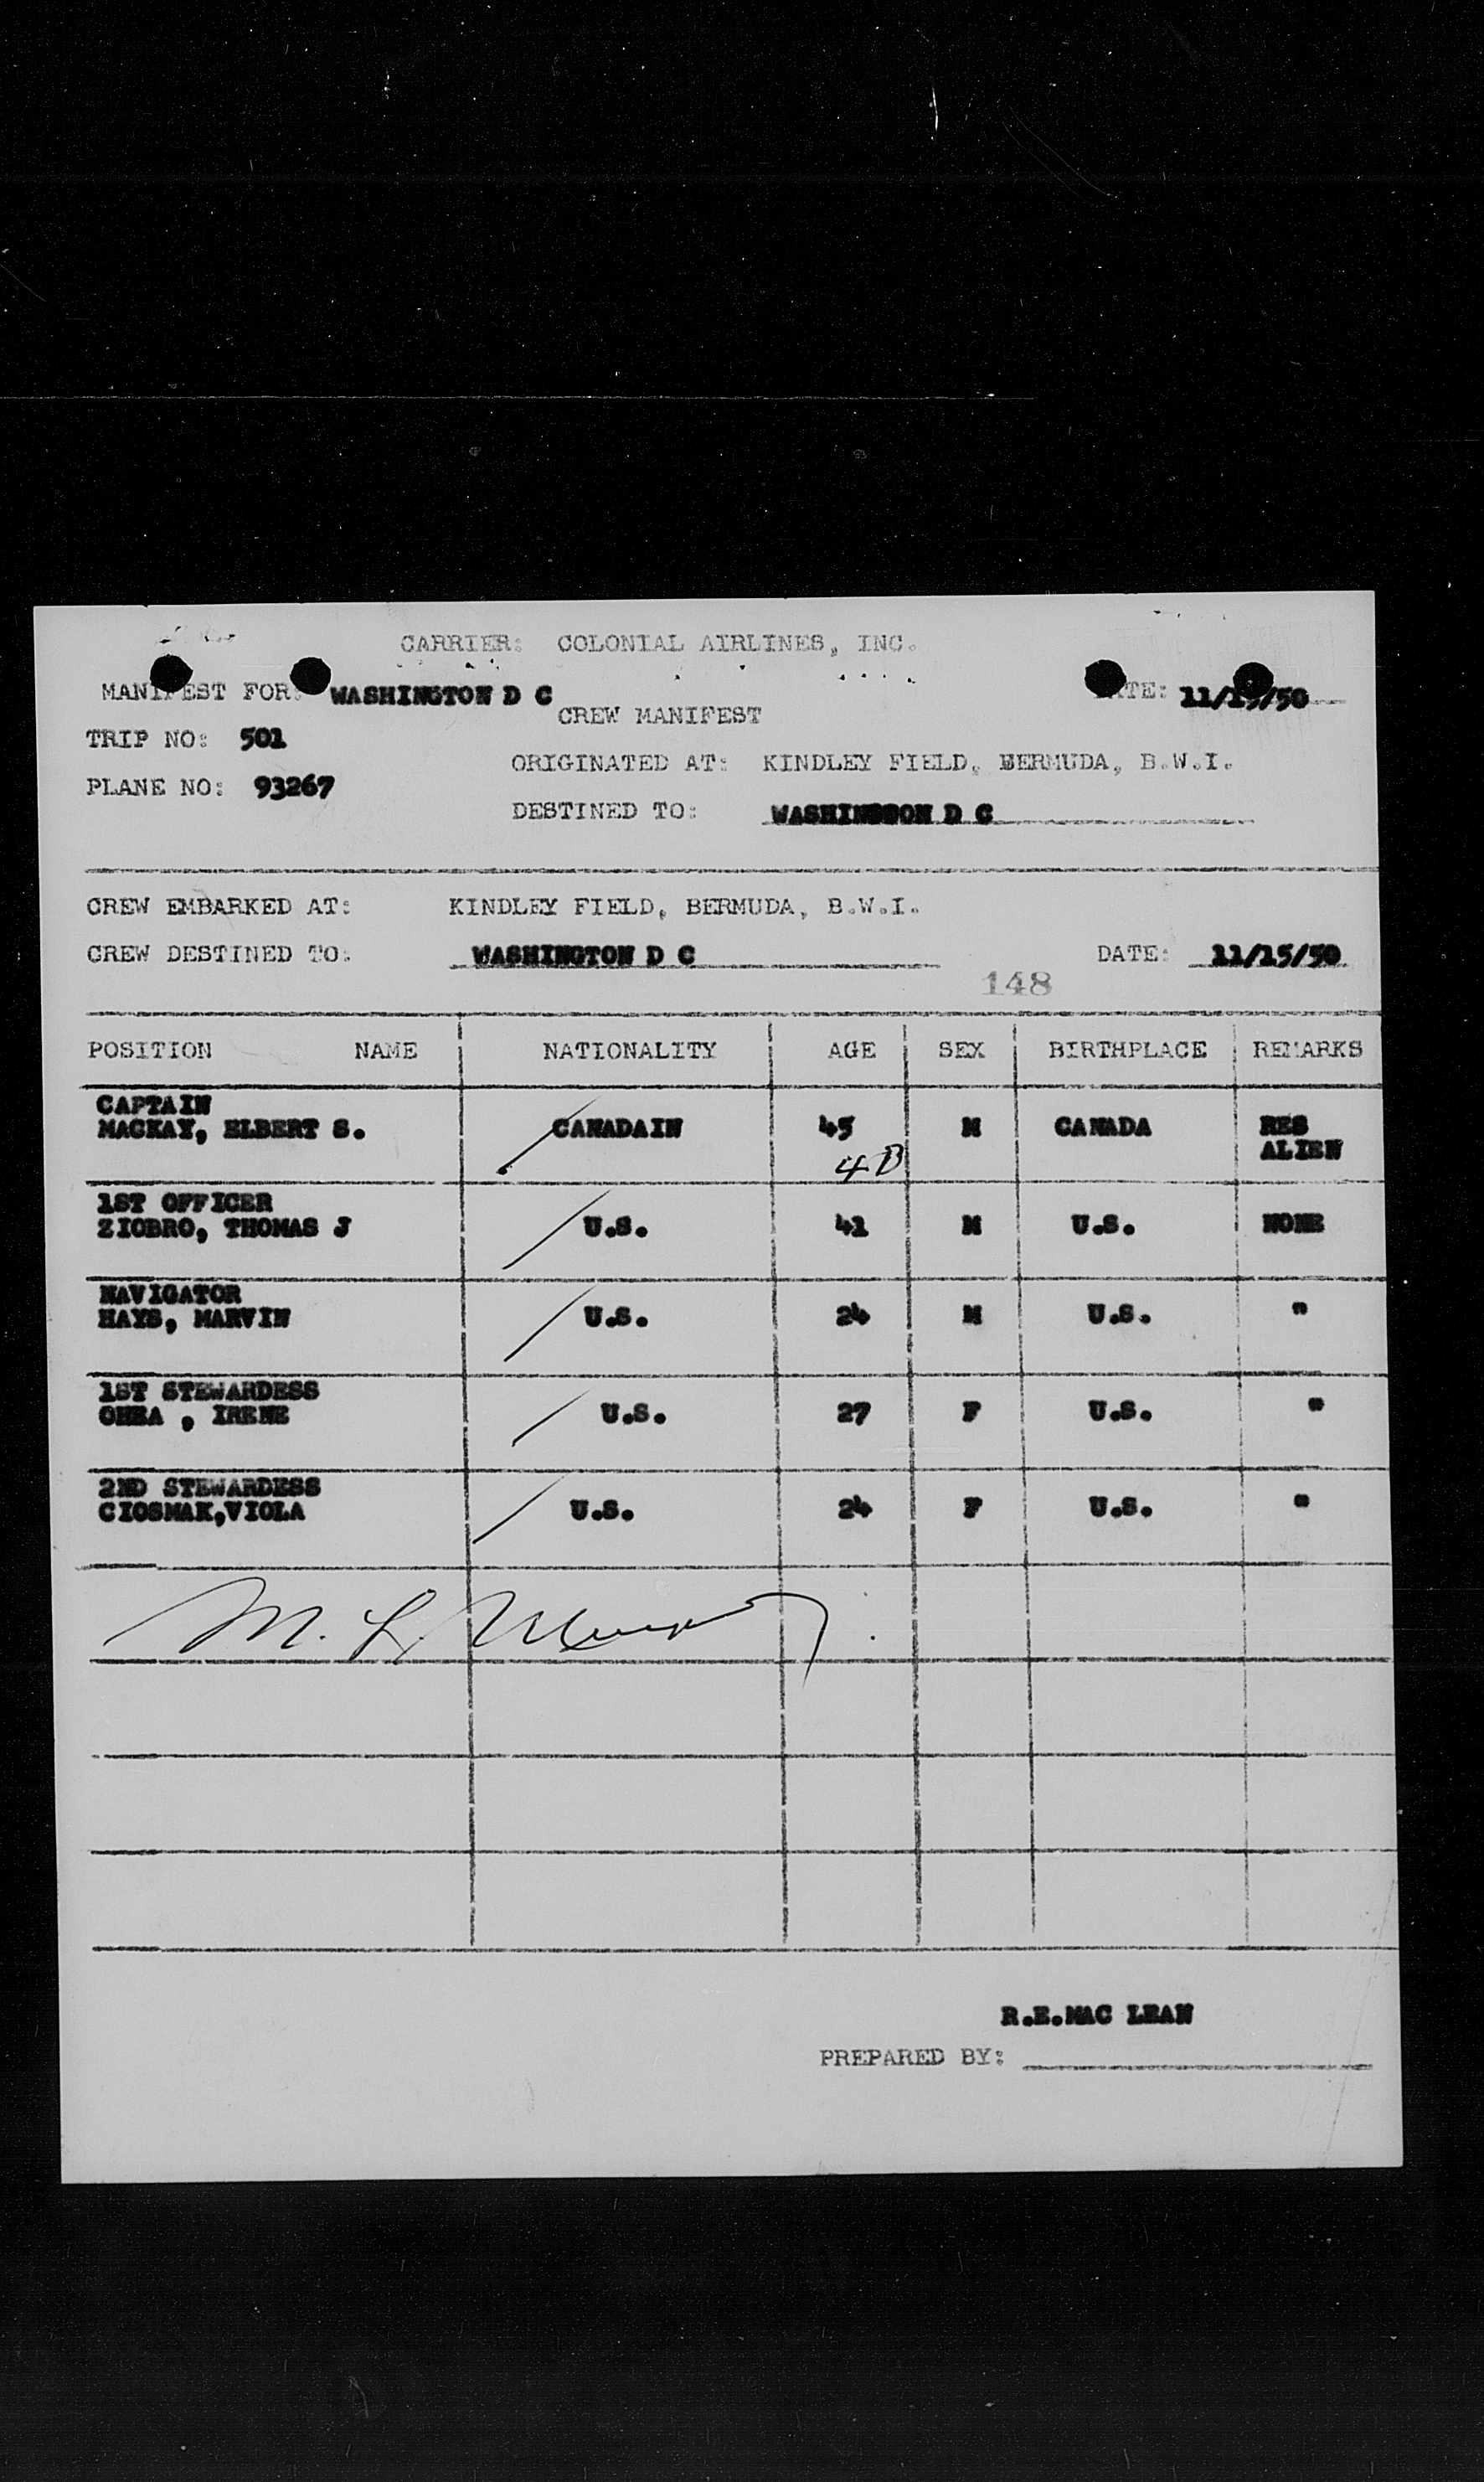 CARRIER: COLONIAL AIRLINES, INC.
MANIFEST FOR: WASHINGTON D C DATE: 11/15/50
CREW MANIFEST
TRIP NO: 501
ORIGINATED AT: KINDLEY FIELD, BERMUDA, B.W.I.
PLANE NO: 93267
DESTINED TO: WASHINGTON D C
CREW EMBARKED AT: KINDLEY FIELD, BERMUDA, B.W.I.
CREW DESTINED TO: WASHINGTON D C DATE: 11/15/50
148
POSITION NAME NATIONALITY AGE SEX BIRTHPLACE REMARKS
CAPTAIN
MACKAY, ELBERT S. CANADAIN 45 M CANADA RES
ALIEN
4B
1ST OFFICER
ZIOBRO, THOMAS J U.S. 41 M U.S. NONE
NAVIGATOR
HAYS, MARVIN U.S. 24 M U.S. "
1ST STEWARDESS
OHEA , IRENE U.S. 27 F U.S. "
2ND STEWARDESS
CIOSMAK,VIOLA U.S. 24 F U.S. "
M. L.
R.E.MAC LEAN
PREPARED BY: